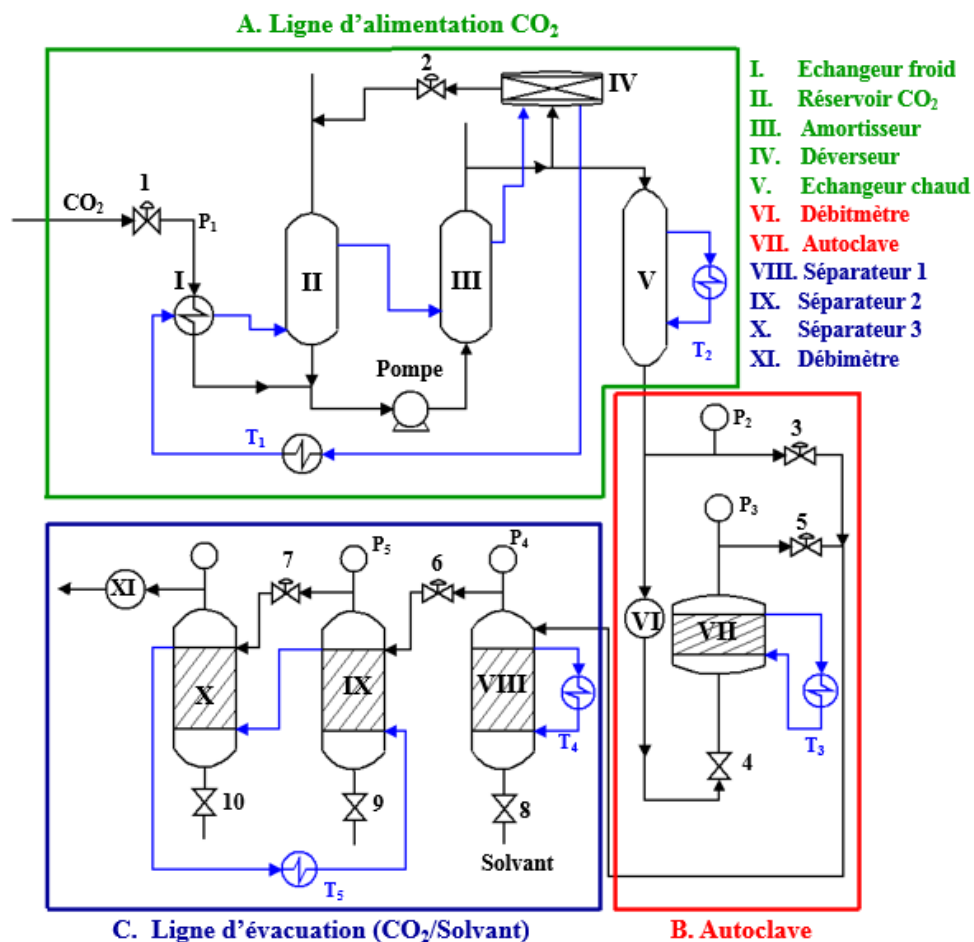 A. Ligne d’alimentation CO₂
2
IV
1
CO₂
P₁
I
II
III
V
T₂
Pompe
T₁
I. Echangeur froid
II. Réservoir CO₂
III. Amortisseur
IV. Déverseur
V. Echangeur chaud
VI. Débitmètre
VII. Autoclave
VIII. Séparateur 1
IX. Séparateur 2
X. Séparateur 3
XI. Débimètre
P₂
3
P₃
5
VI
VII
T₃
4
B. Autoclave
XI
7
P₅
6
P₄
X
IX
VIII
T₄
10
9
8
Solvant
T₅
C. Ligne d’évacuation (CO₂/Solvant)